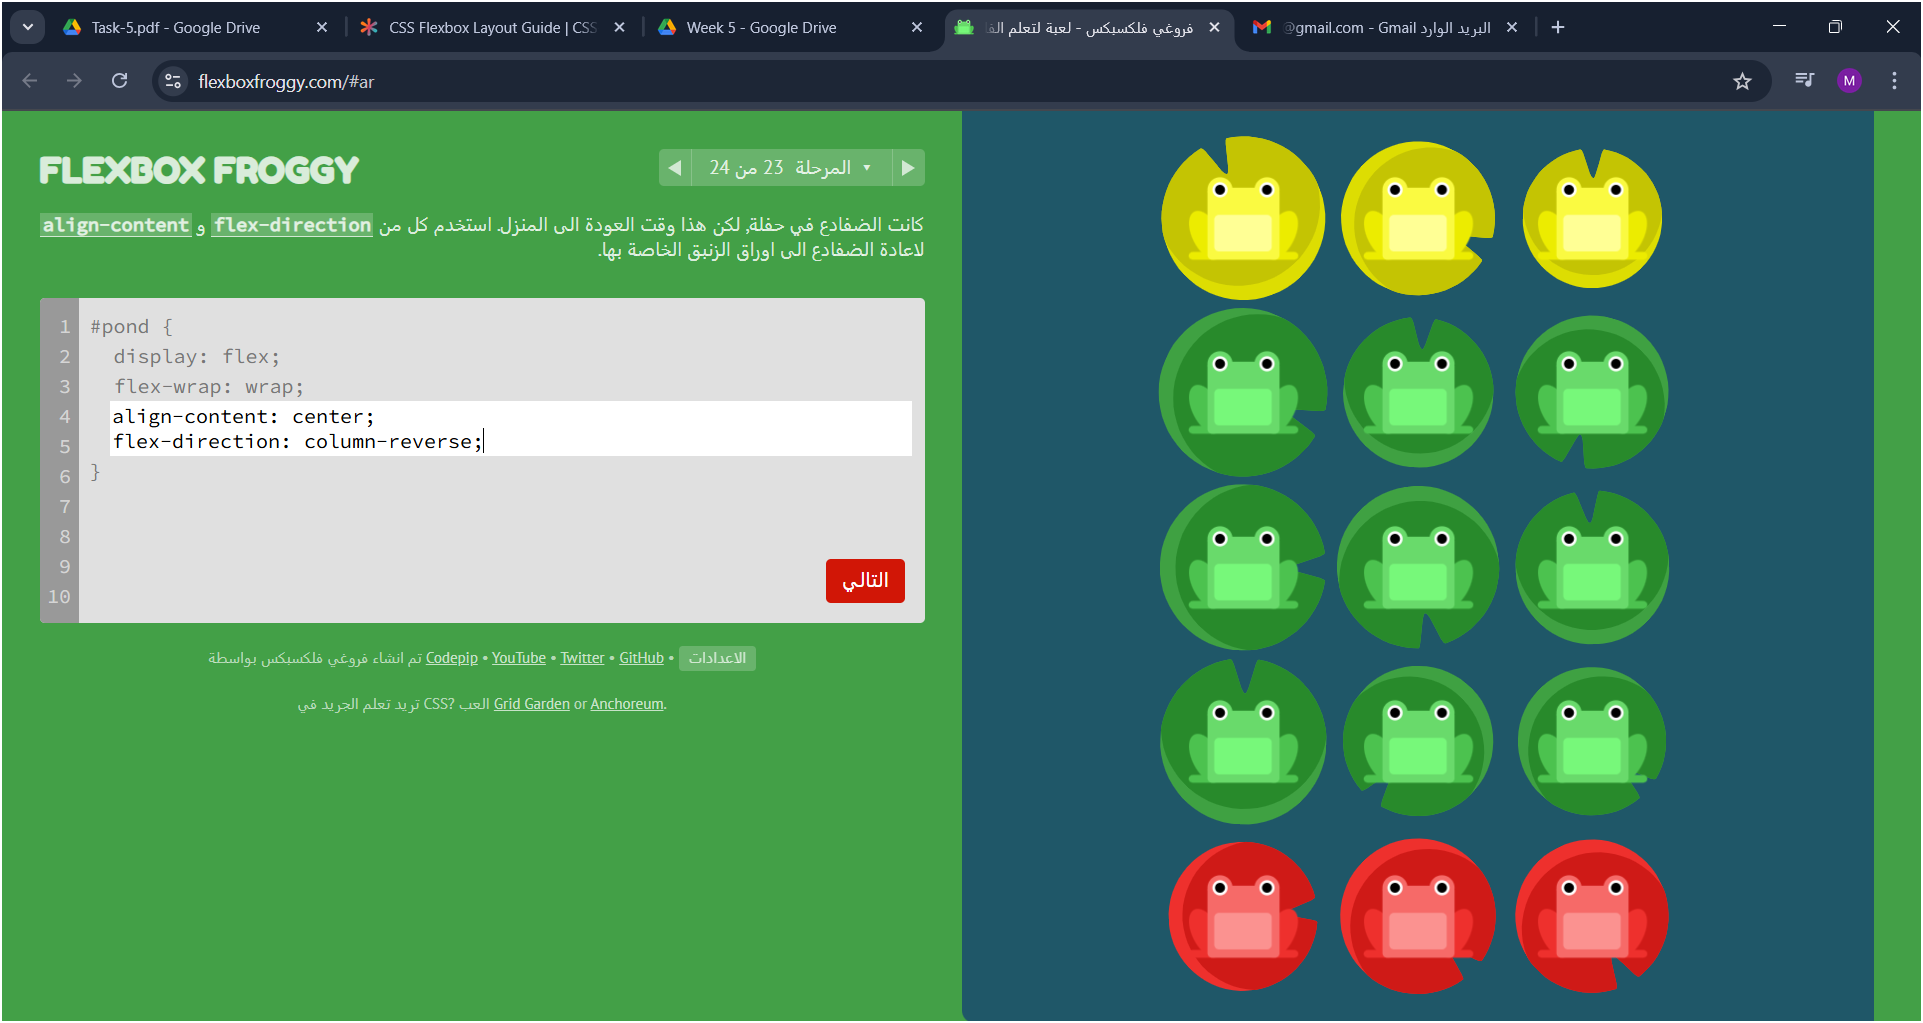 Task-5.pdf - Google Drive
CSS Flexbox Layout Guide | CSS
Week 5 - Google Drive
فروغي فلكسبكس - لعبة لتعلم
البريد الوارد @gmail.com - Gmail
flexboxfroggy.com/#ar
M
FLEXBOX FROGGY
المرحلة 23 من 24
كانت الضفادع في حفلة, لكن هذا وقت العودة الى المنزل. استخدم كل من flex-direction و align-content
لاعادة الضفادع الى اوراق الزنبق الخاصة بها.
1 #pond {
2 display: flex;
3 flex-wrap: wrap;
4 align-content: center;
5 flex-direction: column-reverse;
6 }
7
8
9
10
التالي
تم انشاء فروغي فلكسبكس بواسطة Codepip • YouTube • Twitter • GitHub • الاعدادات
تريد تعلم الجريد في CSS? العب Grid Garden or Anchoreum.